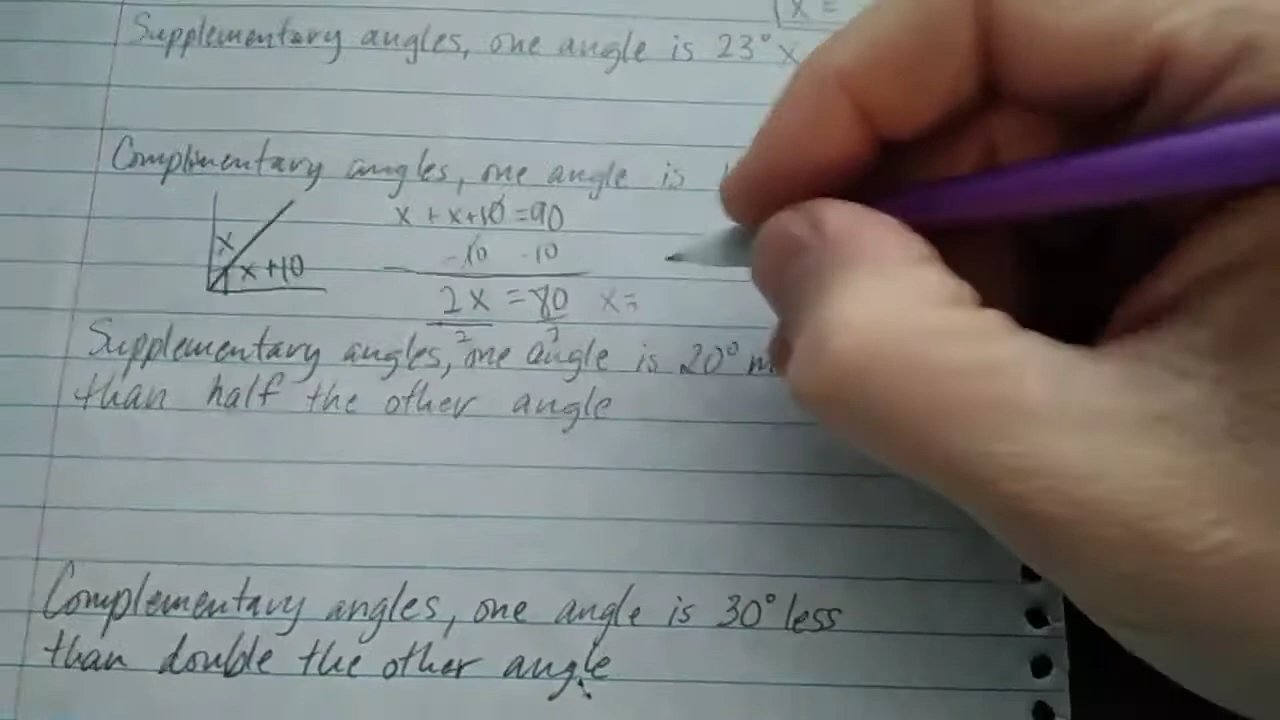 x =
Supplementary angles, one angle is 23° x
Complimentary angles, one angle is
x + x+10 =90
-10 -10
x
x+10
2x = 80 x=
2 2
Supplementary angles, one angle is 20° m
than half the other angle
Complementary angles, one angle is 30° less
than double the other angle